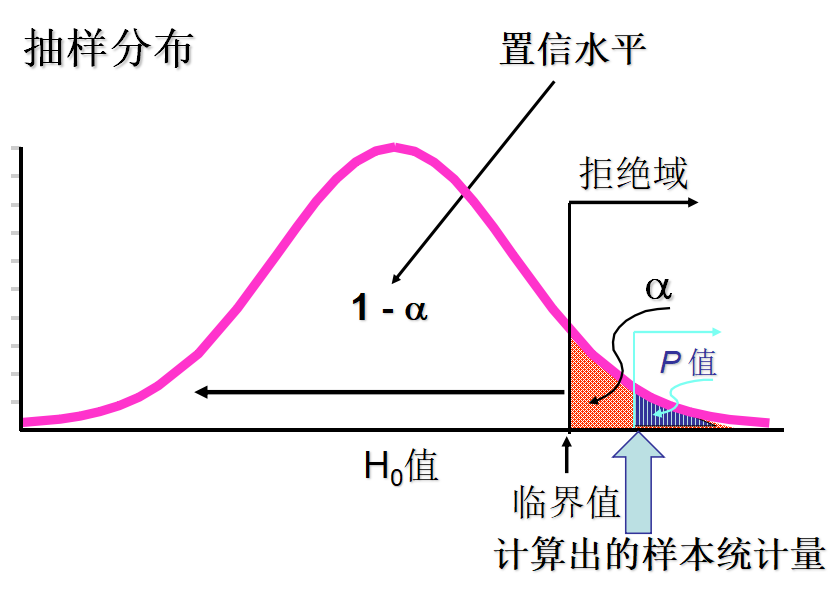 抽样分布
置信水平
拒绝域
α
1 - α
P 值
H₀值
临界值
计算出的样本统计量